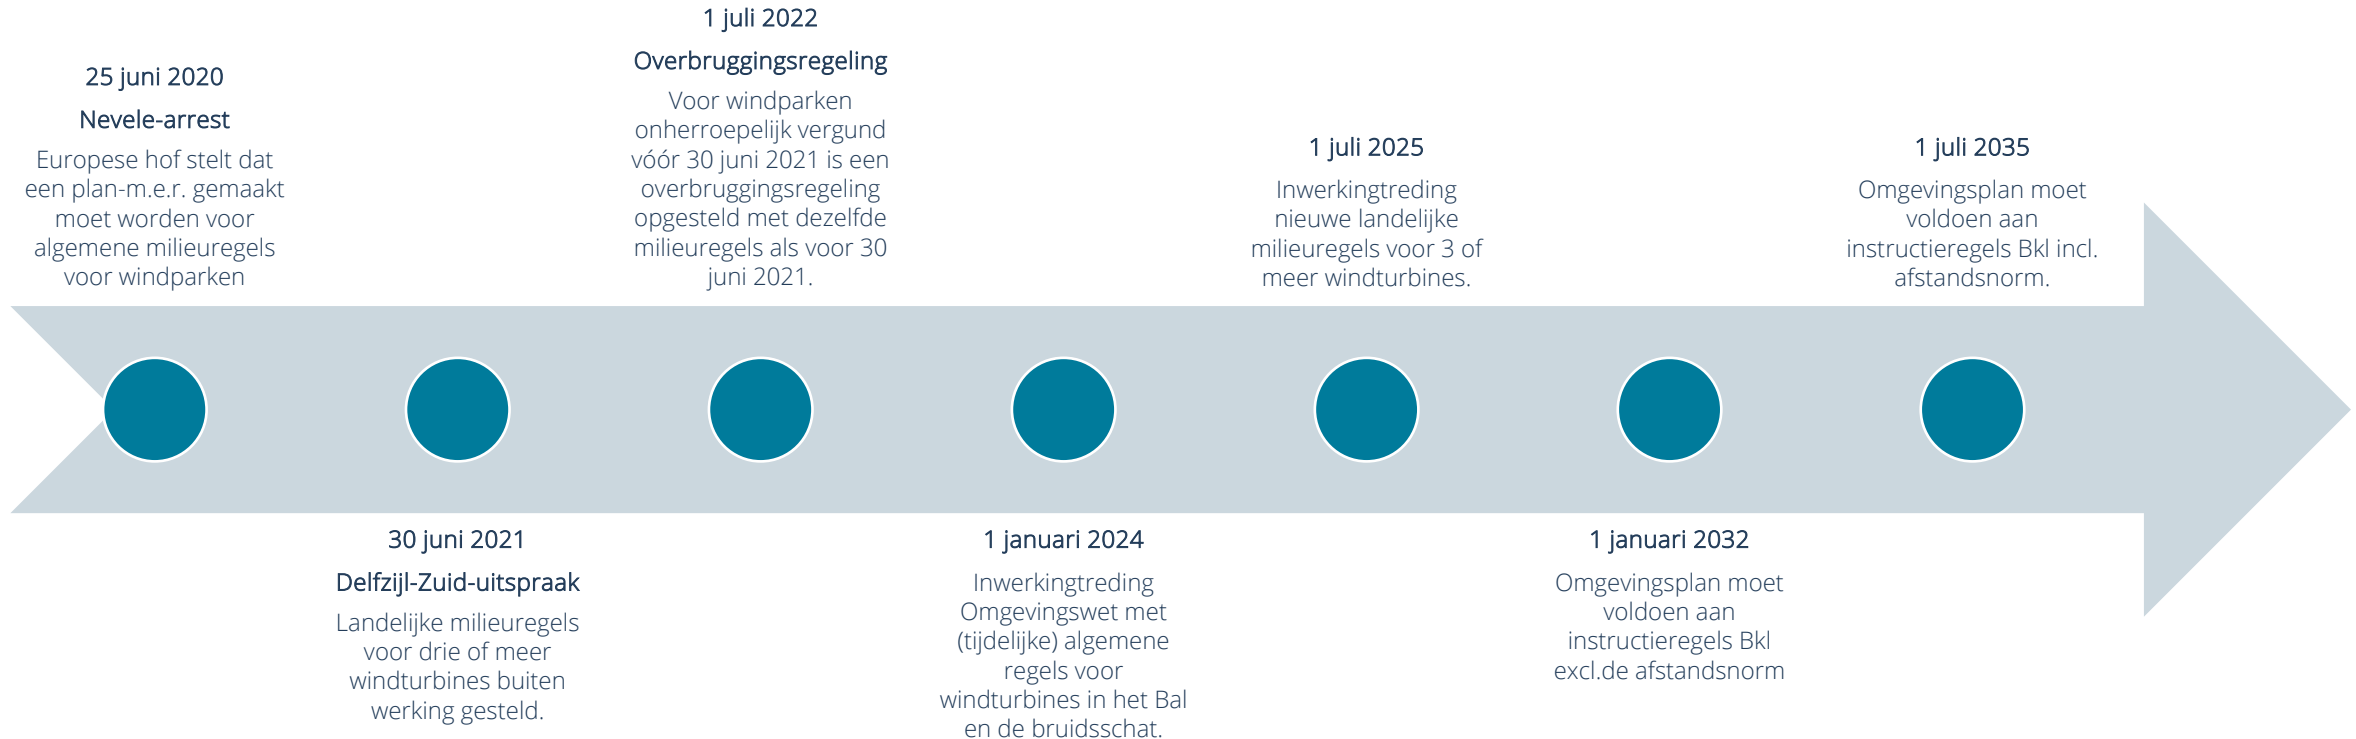 25 juni 2020
Nevele-arrest
Europese hof stelt dat
een plan-m.e.r. gemaakt
moet worden voor
algemene milieuregels
voor windparken
30 juni 2021
Delfzijl-Zuid-uitspraak
Landelijke milieuregels
voor drie of meer
windturbines buiten
werking gesteld.
1 juli 2022
Overbruggingsregeling
Voor windparken
onherroepelijk vergund
vóór 30 juni 2021 is een
overbruggingsregeling
opgesteld met dezelfde
milieuregels als voor 30
juni 2021.
1 januari 2024
Inwerkingtreding
Omgevingswet met
(tijdelijke) algemene
regels voor
windturbines in het Bal
en de bruidsschat.
1 juli 2025
Inwerkingtreding
nieuwe landelijke
milieuregels voor 3 of
meer windturbines.
1 januari 2032
Omgevingsplan moet
voldoen aan
instructieregels Bkl
excl.de afstandsnorm
1 juli 2035
Omgevingsplan moet
voldoen aan
instructieregels Bkl incl.
afstandsnorm.